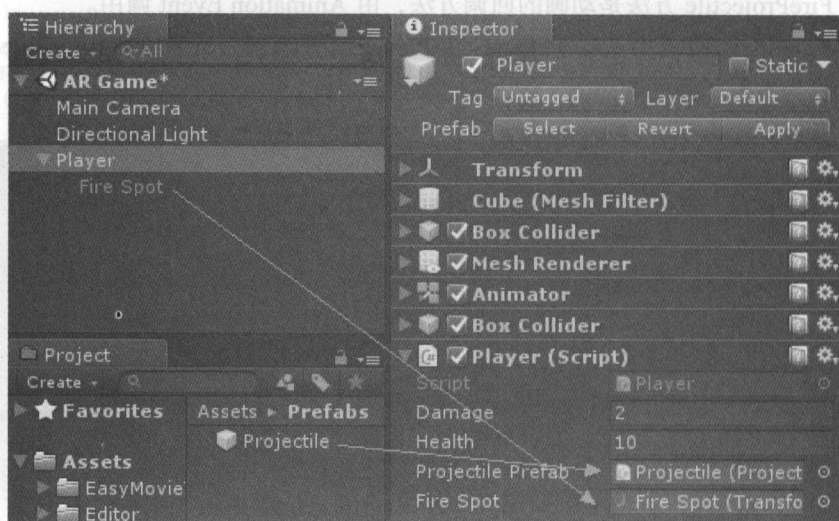 Hierarchy
Create
All
AR Game*
Main Camera
Directional Light
Player
Fire Spot
Project
Create
Favorites
Assets
EasyMovie
Editor
Assets ▸ Prefabs
Projectile
Inspector
Player
Static
Tag Untagged Layer Default
Prefab Select Revert Apply
Transform
Cube (Mesh Filter)
Box Collider
Mesh Renderer
Animator
Box Collider
Player (Script)
Script Player
Damage 2
Health 10
Projectile Prefab Projectile (Project
Fire Spot Fire Spot (Transfo